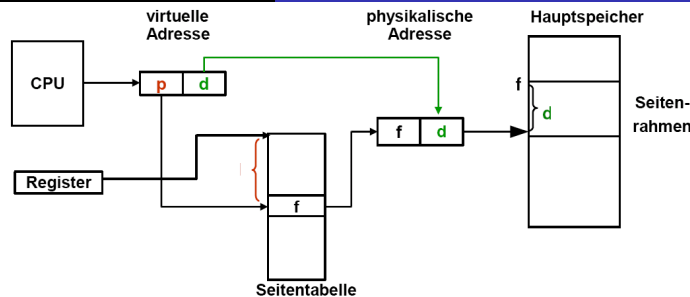 virtuelle
Adresse
physikalische
Adresse
Hauptspeicher
CPU
p d
f
d
Seiten-
rahmen
f d
Register
f
Seitentabelle